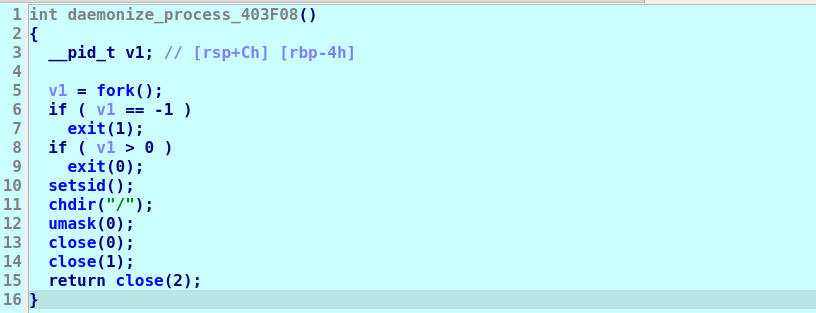 1 int daemonize_process_403F08()
2 {
3   __pid_t v1; // [rsp+Ch] [rbp-4h]
4
5   v1 = fork();
6   if ( v1 == -1 )
7     exit(1);
8   if ( v1 > 0 )
9     exit(0);
10   setsid();
11   chdir("/");
12   umask(0);
13   close(0);
14   close(1);
15   return close(2);
16 }